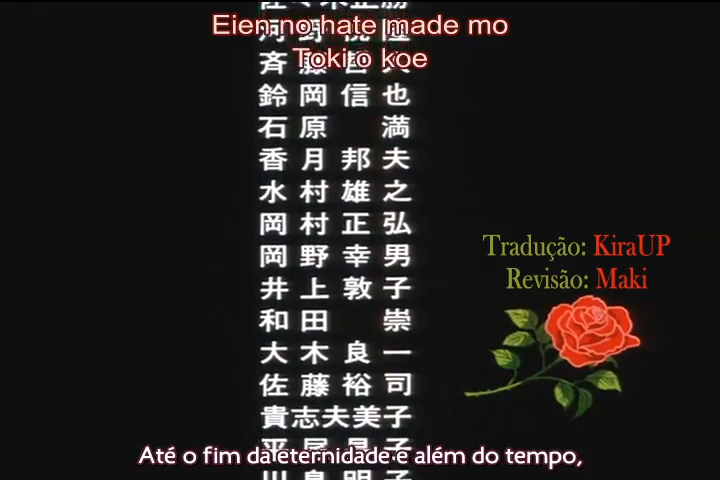 Eien no hate made mo
Toki o koe
鈴岡信也
石原 満
香月邦夫
水村雄之
岡村正弘
岡野幸男
井上敦子
和田 崇
大木良一
佐藤裕司
貴志夫美子
Tradução: KiraUP
Revisão: Maki
Até o fim da eternidade e além do tempo,